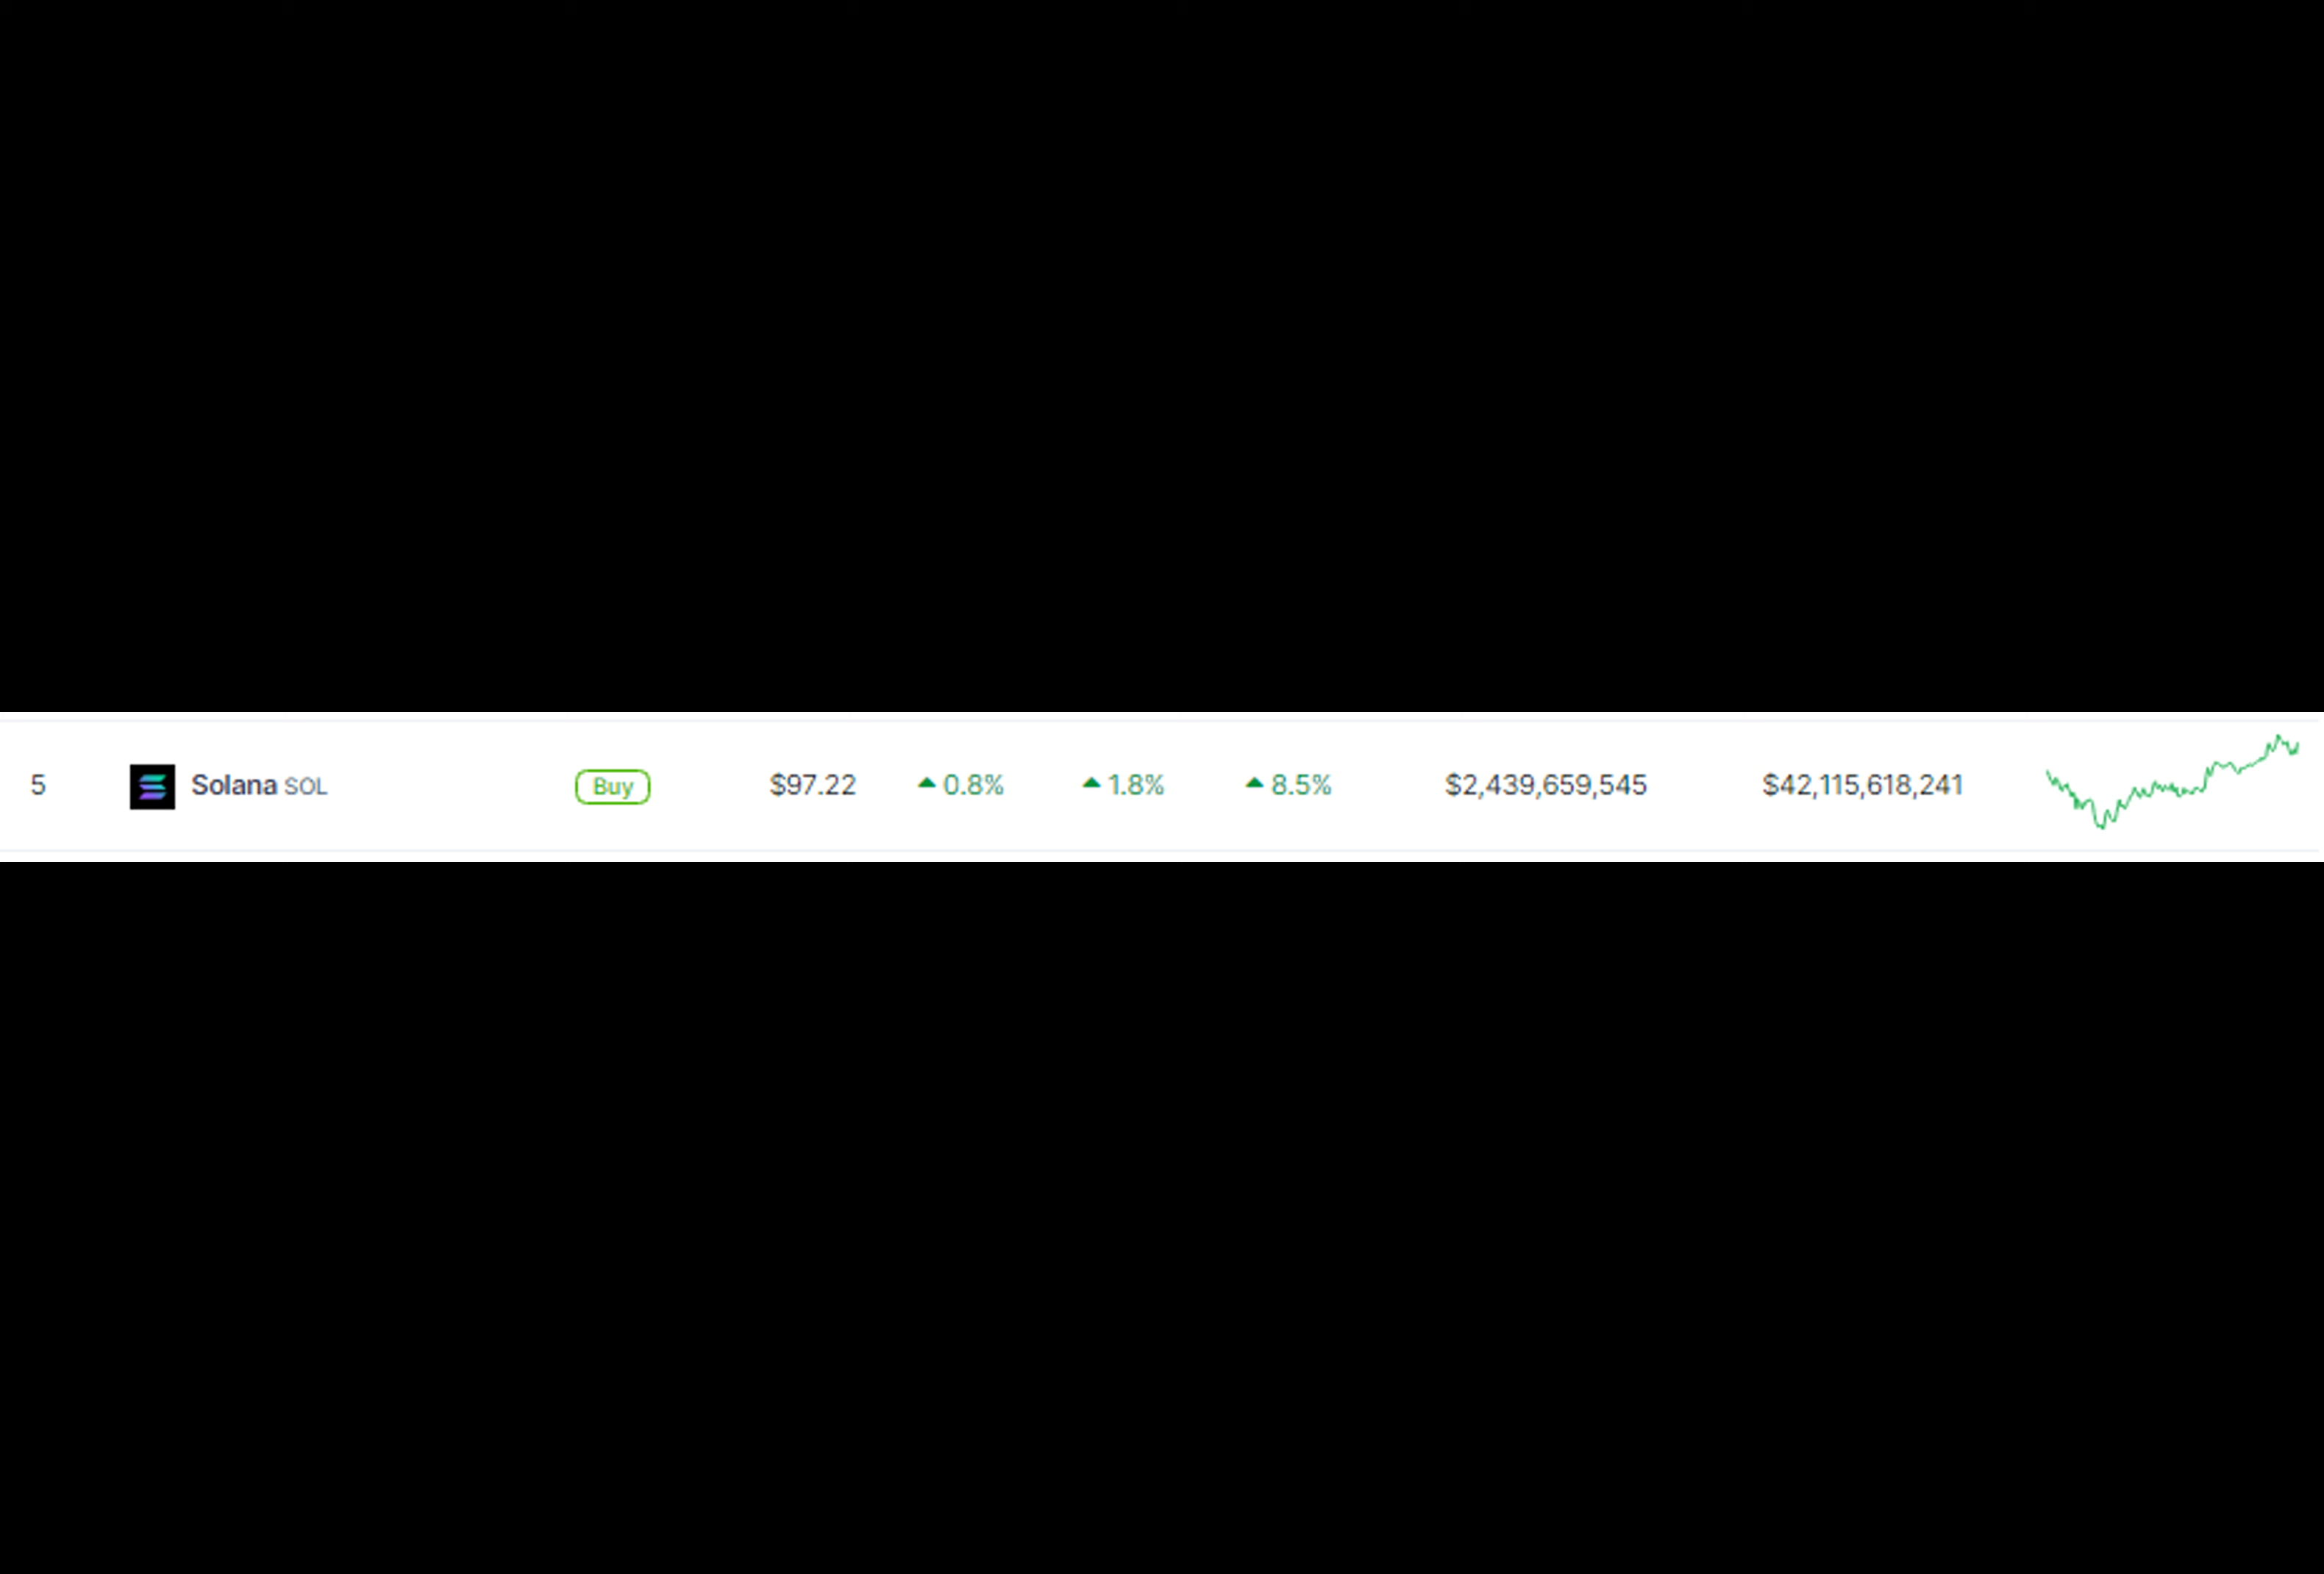 5 Solana SOL Buy $97.22 ▲ 0.8% ▲ 1.8% ▲ 8.5% $2,439,659,545 $42,115,618,241